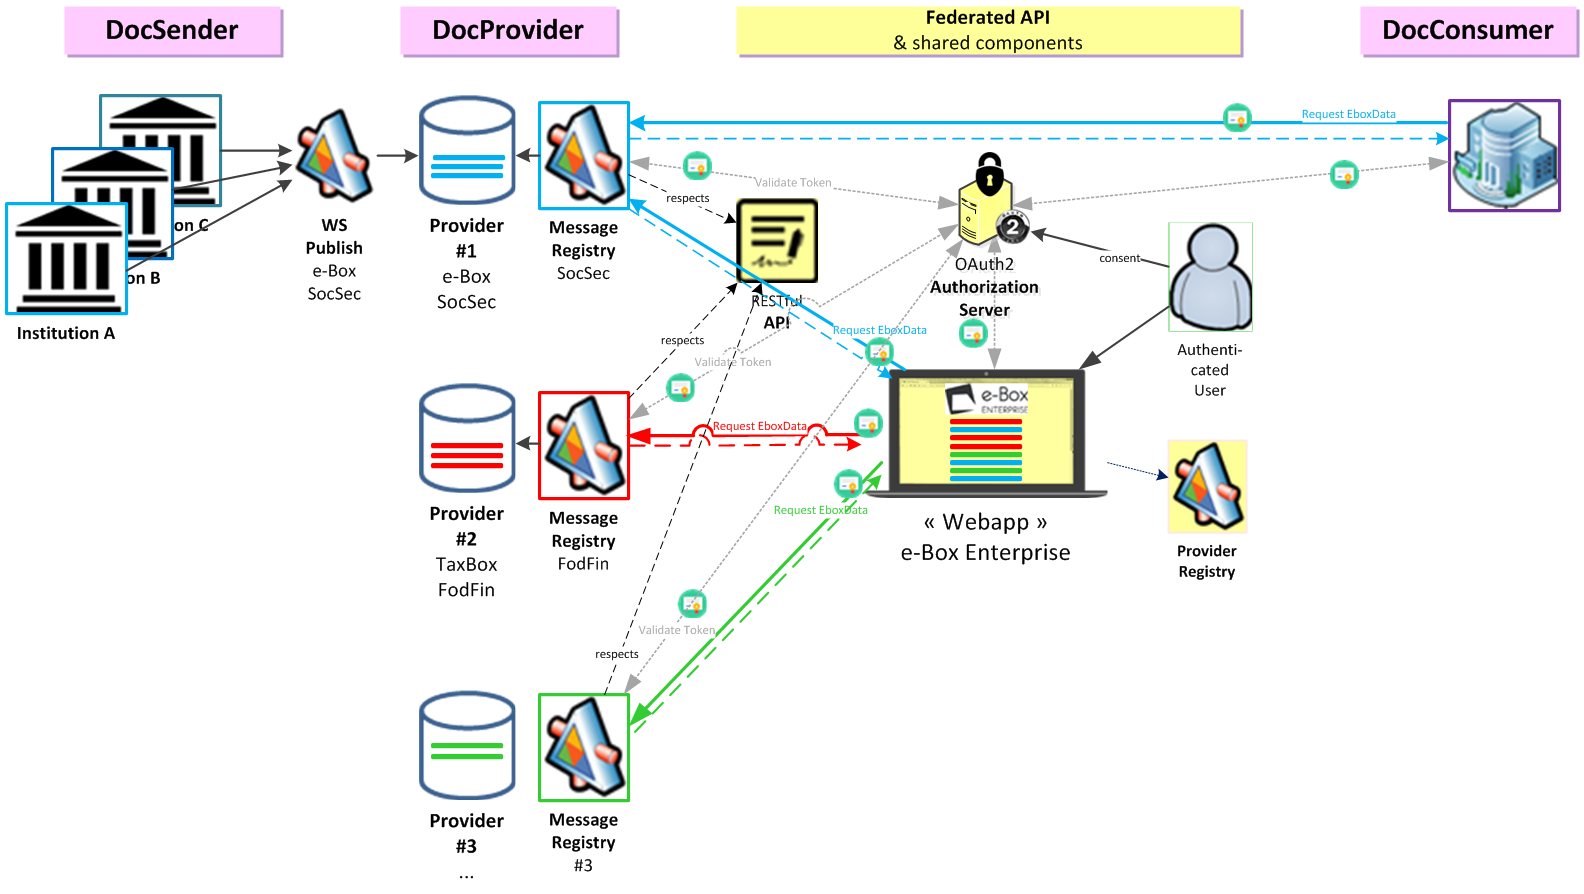 DocSender
DocProvider
Federated API
& shared components
DocConsumer
Request EboxData
Validate Token
respects
on C
on B
Institution A
WS
Publish
e-Box
SocSec
Provider
#1
e-Box
SocSec
Message
Registry
SocSec
RESTful
API
2
OAuth2
Authorization
Server
consent
Authenti-
cated
User
Request EboxData
respects
Validate Token
e-Box
ENTERPRISE
Request EboxData
Provider
#2
TaxBox
FodFin
Message
Registry
FodFin
Request EboxData
« Webapp »
e-Box Enterprise
Provider
Registry
Validate Token
respects
Provider
#3
...
Message
Registry
#3